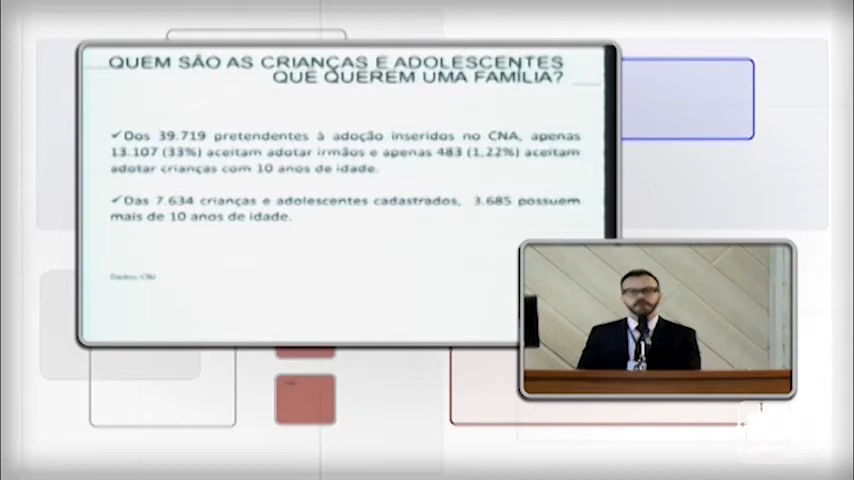 QUEM SÃO AS CRIANÇAS E ADOLESCENTES
QUE QUEREM UMA FAMÍLIA?
✓Dos 39.719 pretendentes à adoção inseridos no CNA, apenas
13.107 (33%) aceitam adotar irmãos e apenas 483 (1,22%) aceitam
adotar crianças com 10 anos de idade.
✓Das 7.634 crianças e adolescentes cadastrados, 3.685 possuem
mais de 10 anos de idade.
Dados: CNJ